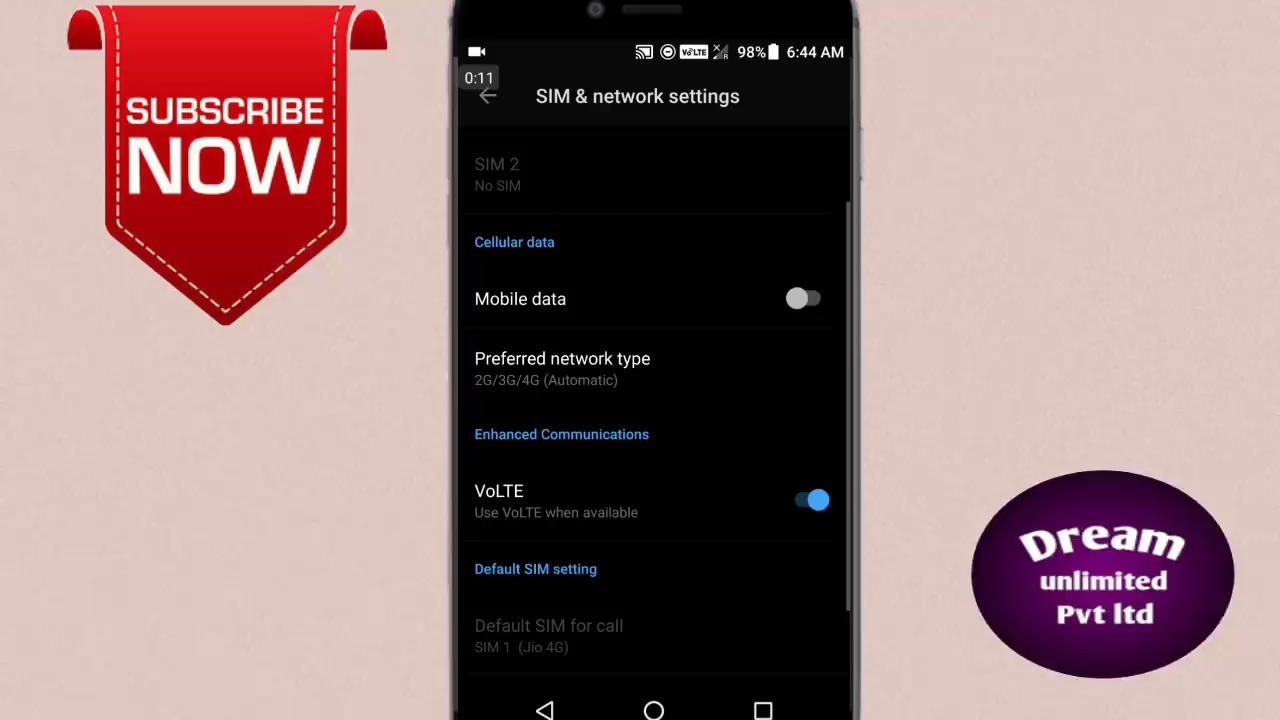 SUBSCRIBE
NOW
VoLTE
R
98%
6:44 AM
0:11
SIM & network settings
SIM 2
No SIM
Cellular data
Mobile data
Preferred network type
2G/3G/4G (Automatic)
Enhanced Communications
VoLTE
Use VoLTE when available
Default SIM setting
Default SIM for call
SIM 1 (Jio 4G)
Dream
unlimited
Pvt ltd